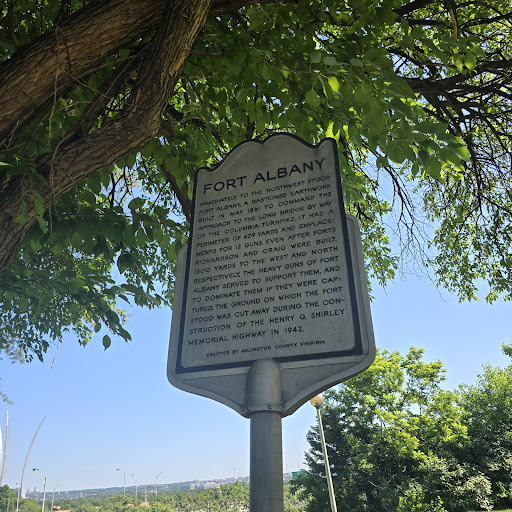 FORT ALBANY
IMMEDIATELY TO THE NORTHWEST STOOD
FORT ALBANY, A BASTIONED EARTHWORK
BUILT IN MAY 1861 TO COMMAND THE
APPROACH TO THE LONG BRIDGE BY WAY
OF THE COLUMBIA TURNPIKE. IT HAD A
PERIMETER OF 429 YARDS AND EMPLACE-
MENTS FOR 12 GUNS. EVEN AFTER FORTS
RICHARDSON AND CRAIG WERE BUILT,
1300 YARDS TO THE WEST AND NORTH
RESPECTIVELY, THE HEAVY GUNS OF FORT
ALBANY SERVED TO SUPPORT THEM, AND
TO DOMINATE THEM IF THEY WERE CAP-
TURED. THE GROUND ON WHICH THE FORT
STOOD WAS CUT AWAY DURING THE CON-
STRUCTION OF THE HENRY G. SHIRLEY
MEMORIAL HIGHWAY IN 1942.
ERECTED BY ARLINGTON COUNTY, VIRGINIA